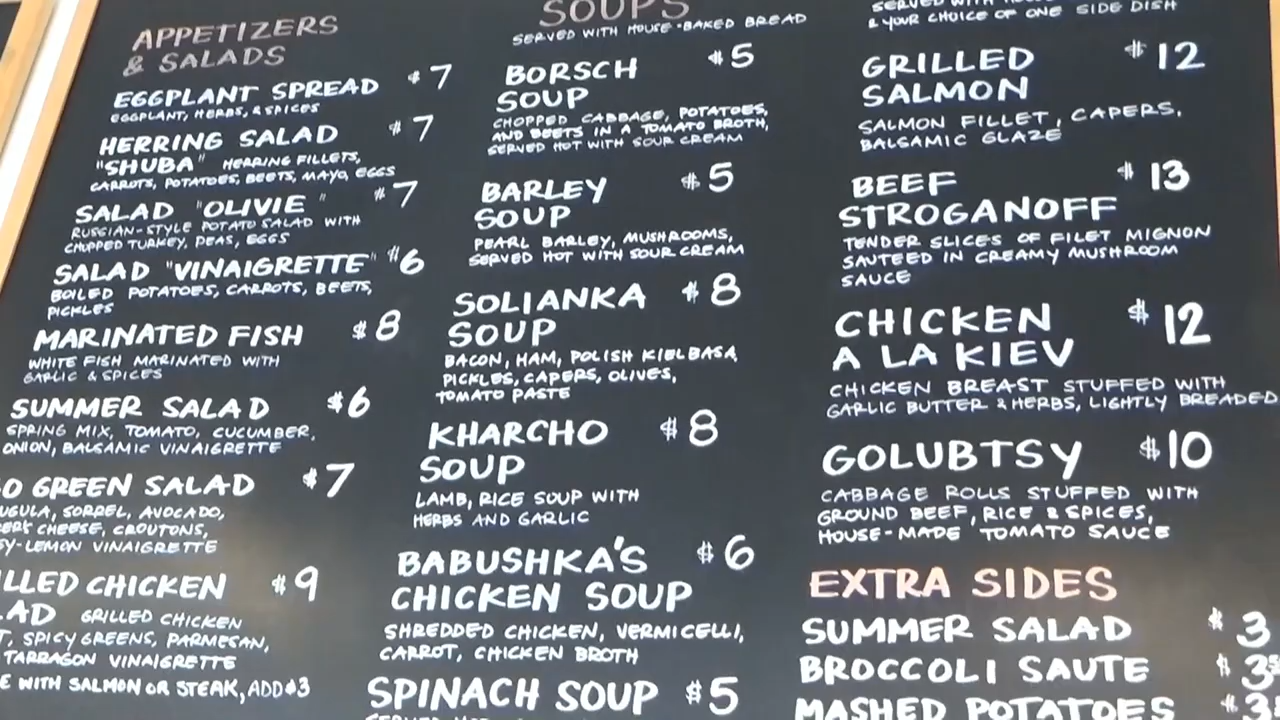 APPETIZERS
& SALADS
EGGPLANT SPREAD $7
EGGPLANT, HERBS, & SPICES
HERRING SALAD $7
"SHUBA" HERRING FILLETS,
CARROTS, POTATOES, BEETS, MAYO, EGGS
SALAD "OLIVIE" $7
RUSSIAN-STYLE POTATO SALAD WITH
CHOPPED TURKEY, PEAS, EGGS
SALAD "VINAIGRETTE" $6
BOILED POTATOES, CARROTS, BEETS,
PICKLES
MARINATED FISH $8
WHITE FISH MARINATED WITH
GARLIC & SPICES
SUMMER SALAD $6
SPRING MIX, TOMATO, CUCUMBER,
ONION, BALSAMIC VINAIGRETTE
GREEN SALAD $7
SORREL, AVOCADO,
CHEESE, CROUTONS,
-LEMON VINAIGRETTE
CHICKEN $9
GRILLED CHICKEN
SPICY GREENS, PARMESAN,
TARRAGON VINAIGRETTE
WITH SALMON OR STEAK, ADD $3
SOUPS
SERVED WITH HOUSE-BAKED BREAD
BORSCH $5
SOUP
CHOPPED CABBAGE, POTATOES,
AND BEETS IN A TOMATO BROTH,
SERVED HOT WITH SOUR CREAM
BARLEY $5
SOUP
PEARL BARLEY, MUSHROOMS,
SERVED HOT WITH SOUR CREAM
SOLIANKA $8
SOUP
BACON, HAM, POLISH KIELBASA,
PICKLES, CAPERS, OLIVES,
TOMATO PASTE
KHARCHO $8
SOUP
LAMB, RICE SOUP WITH
HERBS AND GARLIC
BABUSHKA'S $6
CHICKEN SOUP
SHREDDED CHICKEN, VERMICELLI,
CARROT, CHICKEN BROTH
SPINACH SOUP $5
& YOUR CHOICE OF ONE SIDE DISH
GRILLED $12
SALMON
SALMON FILLET, CAPERS,
BALSAMIC GLAZE
BEEF $13
STROGANOFF
TENDER SLICES OF FILET MIGNON
SAUTEED IN CREAMY MUSHROOM
SAUCE
CHICKEN $12
A LA KIEV
CHICKEN BREAST STUFFED WITH
GARLIC BUTTER & HERBS, LIGHTLY BREADED
GOLUBTSY $10
CABBAGE ROLLS STUFFED WITH
GROUND BEEF, RICE & SPICES,
HOUSE-MADE TOMATO SAUCE
EXTRA SIDES
SUMMER SALAD $3
BROCCOLI SAUTE $3
MASHED POTATOES $3